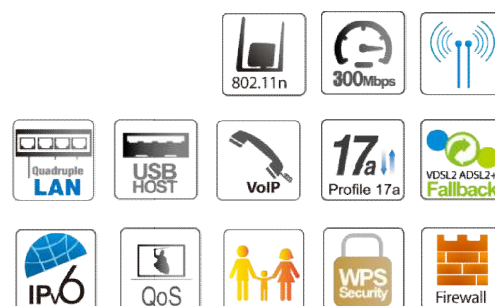 802.11n
300Mbps
Quadruple
LAN
USB
HOST
VoIP
17a
Profile 17a
VDSL2 ADSL2+
Fallback
IPv6
QoS
WPS
Security
Firewall